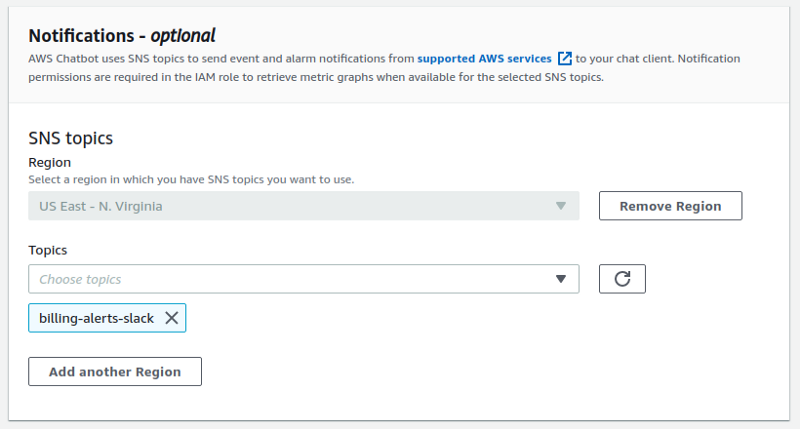 Notifications - optional
AWS Chatbot uses SNS topics to send event and alarm notifications from supported AWS services to your chat client. Notification
permissions are required in the IAM role to retrieve metric graphs when available for the selected SNS topics.
SNS topics
Region
Select a region in which you have SNS topics you want to use.
US East - N. Virginia
Remove Region
Topics
Choose topics
billing-alerts-slack
Add another Region